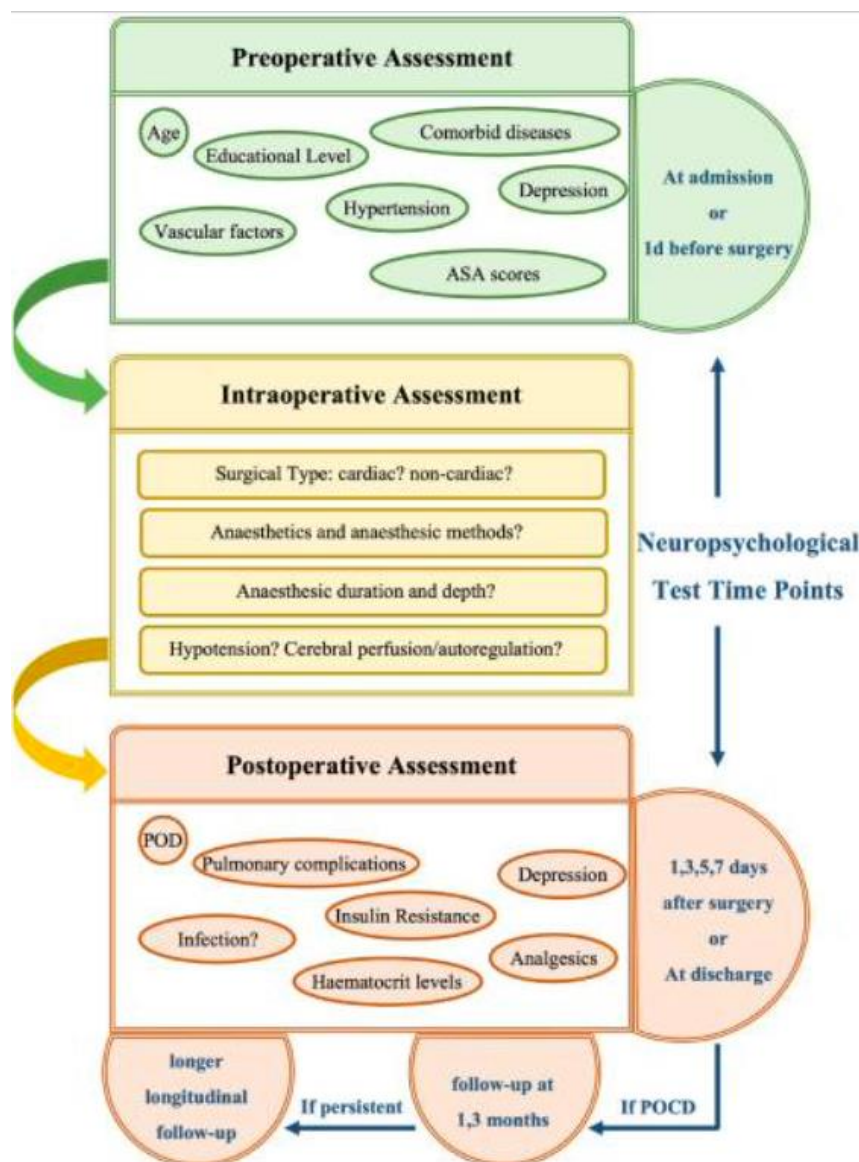 Preoperative Assessment
Age
Educational Level
Comorbid diseases
Depression
Hypertension
Vascular factors
ASA scores
At admission
or
1d before surgery
Intraoperative Assessment
Surgical Type: cardiac? non-cardiac?
Anaesthetics and anaesthesic methods?
Anaesthesic duration and depth?
Hypotension? Cerebral perfusion/autoregulation?
Neuropsychological
Test Time Points
Postoperative Assessment
POD
Pulmonary complications
Depression
Insulin Resistance
Infection?
Analgesics
Haematocrit levels
1,3,5,7 days
after surgery
or
At discharge
If POCD
follow-up at
1,3 months
If persistent
longer
longitudinal
follow-up